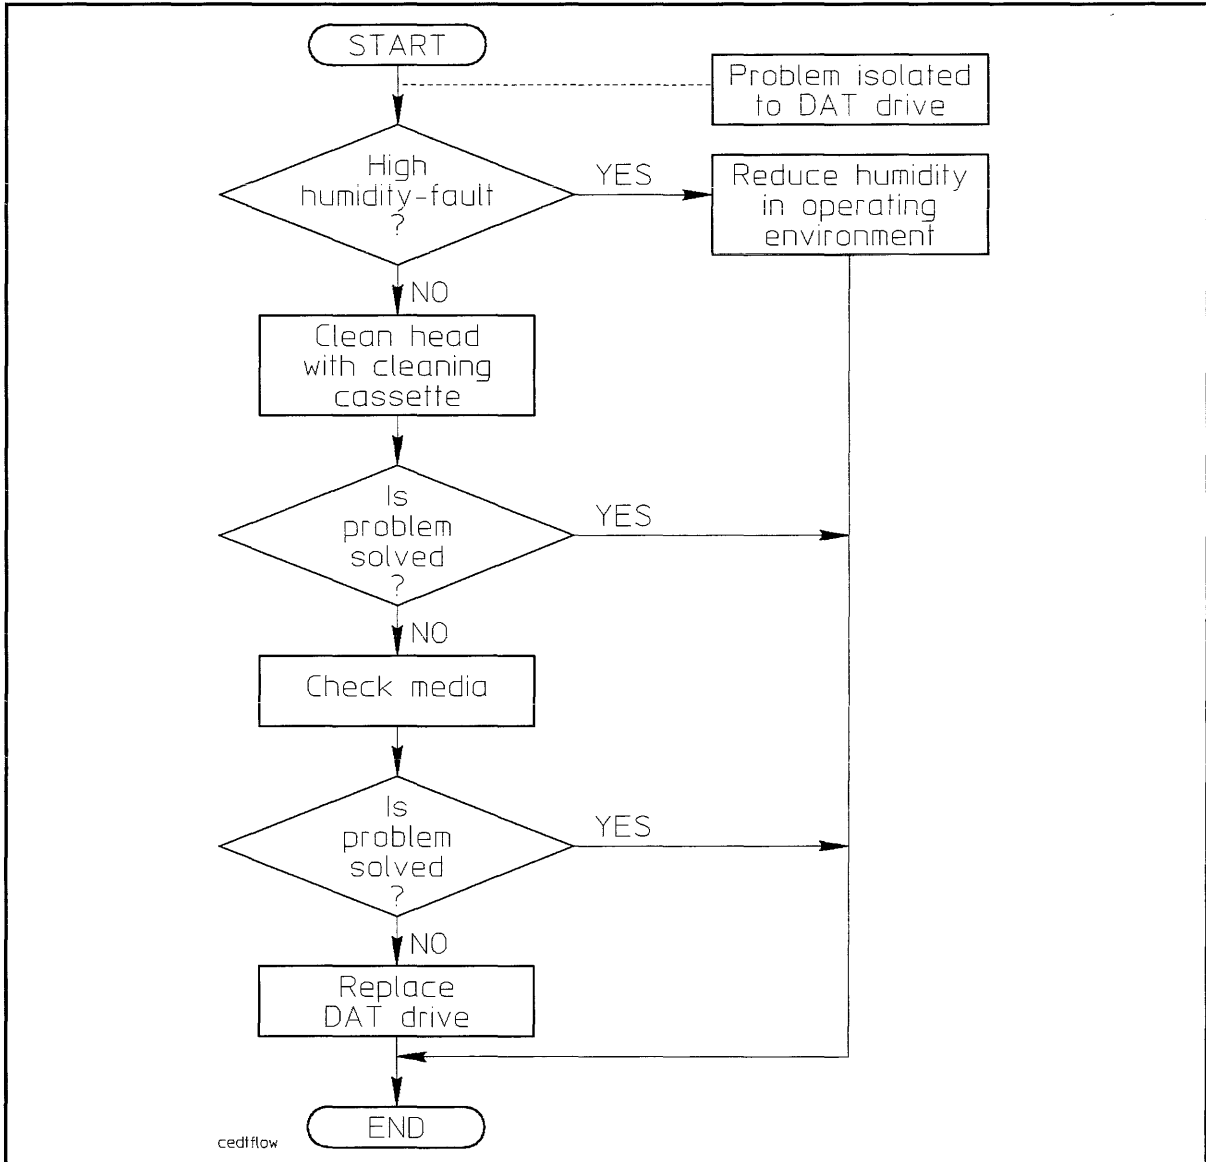 START
Problem isolated
to DAT drive
High
humidity-fault
?
YES
Reduce humidity
in operating
environment
NO
Clean head
with cleaning
cassette
Is
problem
solved
?
YES
NO
Check media
Is
problem
solved
?
YES
NO
Replace
DAT drive
END
cedtflow